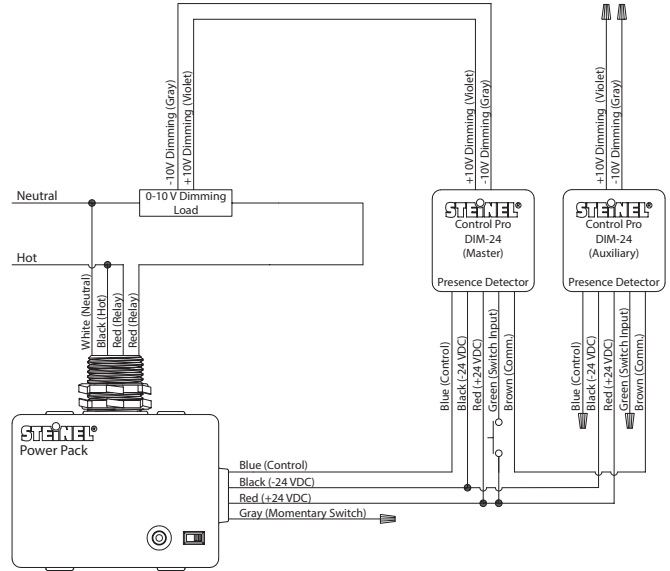 -10V Dimming (Gray)
+10V Dimming (Violet)
+10V Dimming (Violet)
-10V Dimming (Gray)
+10V Dimming (Violet)
-10V Dimming (Gray)
Neutral
0-10 V Dimming
Load
Hot
White (Neutral)
Black (Hot)
Red (Relay)
Red (Relay)
STEINEL®
Control Pro
DIM-24
(Master)
Presence Detector
STEINEL®
Control Pro
DIM-24
(Auxiliary)
Presence Detector
Blue (Control)
Black (-24 VDC)
Red (+24 VDC)
Green (Switch Input)
Brown (Comm.)
Blue (Control)
Black (-24 VDC)
Red (+24 VDC)
Green (Switch Input)
Brown (Comm.)
STEINEL®
Power Pack
Blue (Control)
Black (-24 VDC)
Red (+24 VDC)
Gray (Momentary Switch)